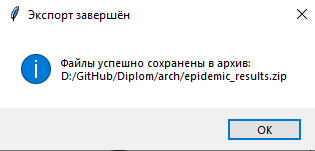 Экспорт завершён
Файлы успешно сохранены в архив:
D:/GitHub/Diplom/arch/epidemic_results.zip
OK